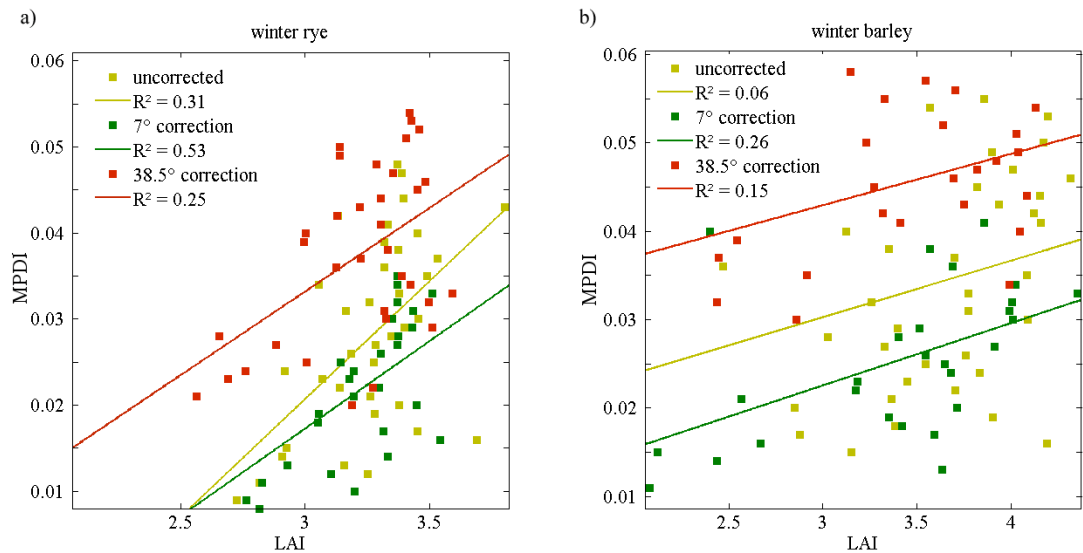 a)
winter rye
0.06
0.05
0.04
0.03
0.02
0.01
MPDI
uncorrected
R² = 0.31
7° correction
R² = 0.53
38.5° correction
R² = 0.25
2.5
3
3.5
LAI
b)
winter barley
0.06
0.05
0.04
0.03
0.02
0.01
MPDI
uncorrected
R² = 0.06
7° correction
R² = 0.26
38.5° correction
R² = 0.15
2.5
3
3.5
4
LAI